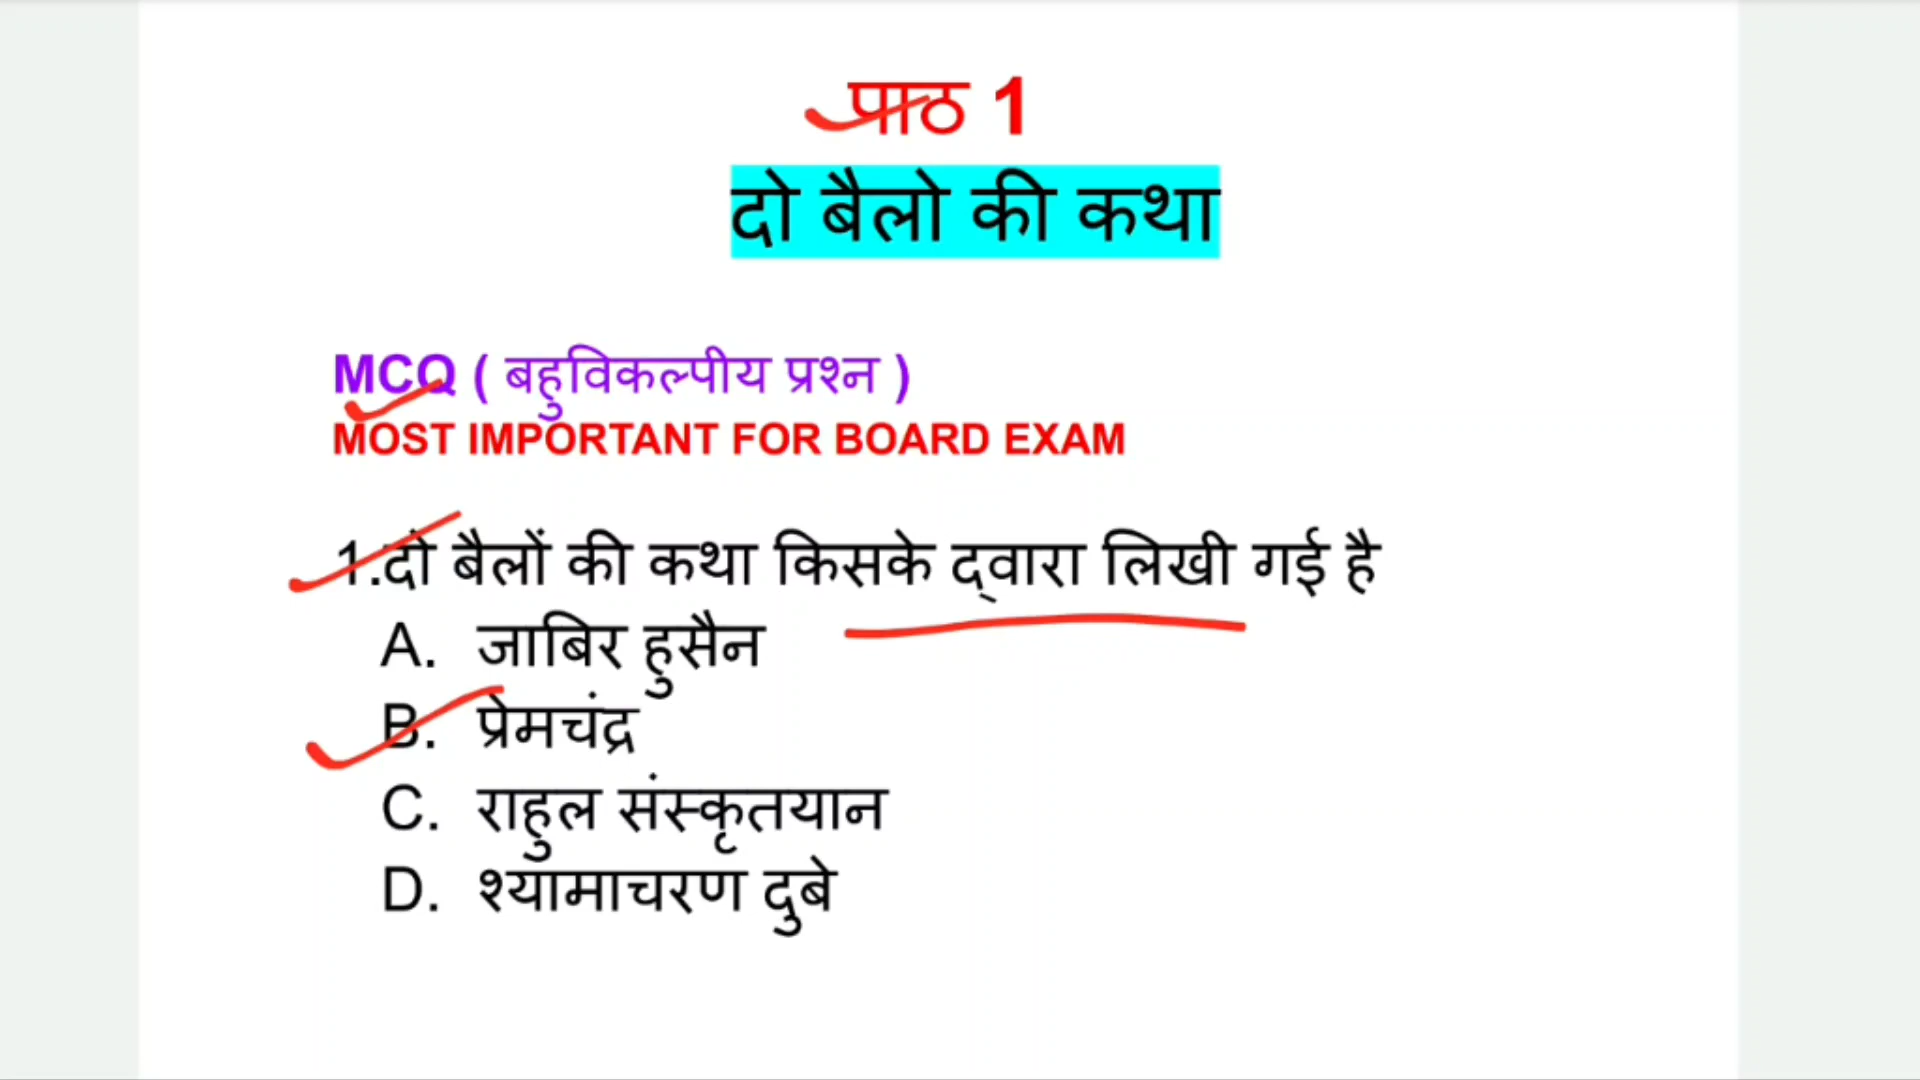 पाठ 1
दो बैलो की कथा
MCQ ( बहुविकल्पीय प्रश्न )
MOST IMPORTANT FOR BOARD EXAM
1.दो बैलों की कथा किसके द्वारा लिखी गई है
A. जाबिर हुसैन
B. प्रेमचंद्र
C. राहुल संस्कृतयान
D. श्यामाचरण दुबे